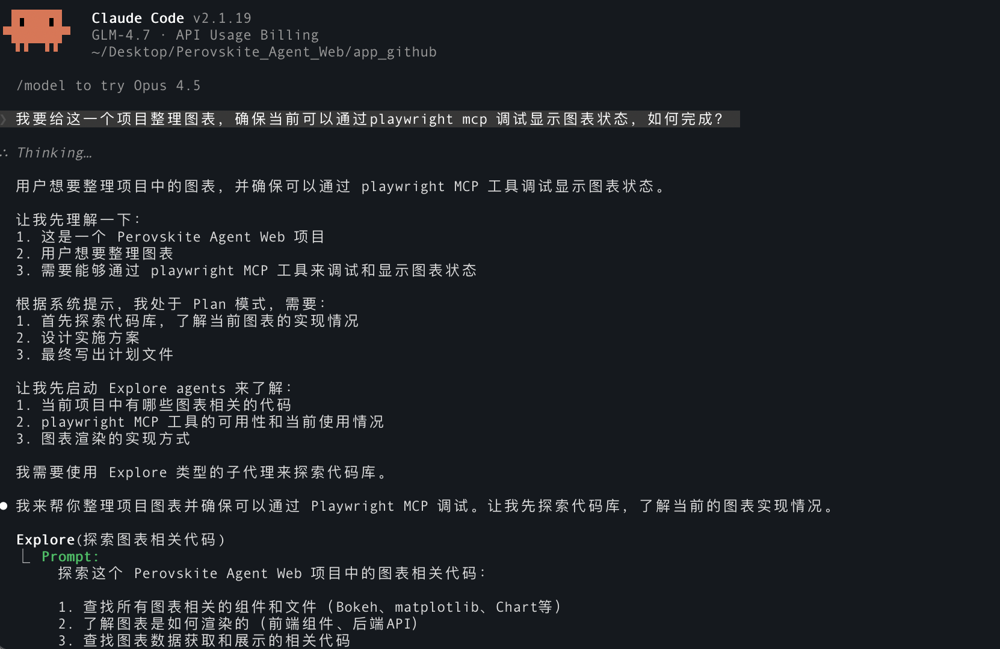 Claude Code v2.1.19
GLM-4.7 · API Usage Billing
~/Desktop/Perovskite_Agent_Web/app_github
/model to try Opus 4.5
❯ 我要给这一个项目整理图表，确保当前可以通过playwright mcp 调试显示图表状态，如何完成？
∴ Thinking…
用户想要整理项目中的图表，并确保可以通过 playwright MCP 工具调试显示图表状态。
让我先理解一下：
1. 这是一个 Perovskite Agent Web 项目
2. 用户想要整理图表
3. 需要能够通过 playwright MCP 工具来调试和显示图表状态
根据系统提示，我处于 Plan 模式，需要：
1. 首先探索代码库，了解当前图表的实现情况
2. 设计实施方案
3. 最终写出计划文件
让我先启动 Explore agents 来了解：
1. 当前项目中有哪些图表相关的代码
2. playwright MCP 工具的可用性和当前使用情况
3. 图表渲染的实现方式
我需要使用 Explore 类型的子代理来探索代码库。
● 我来帮你整理项目图表并确保可以通过 Playwright MCP 调试。让我先探索代码库，了解当前的图表实现情况。
Explore(探索图表相关代码)
⎿ Prompt:
探索这个 Perovskite Agent Web 项目中的图表相关代码：
1. 查找所有图表相关的组件和文件（Bokeh、matplotlib、Chart等）
2. 了解图表是如何渲染的（前端组件、后端API）
3. 查找图表数据获取和展示的相关代码